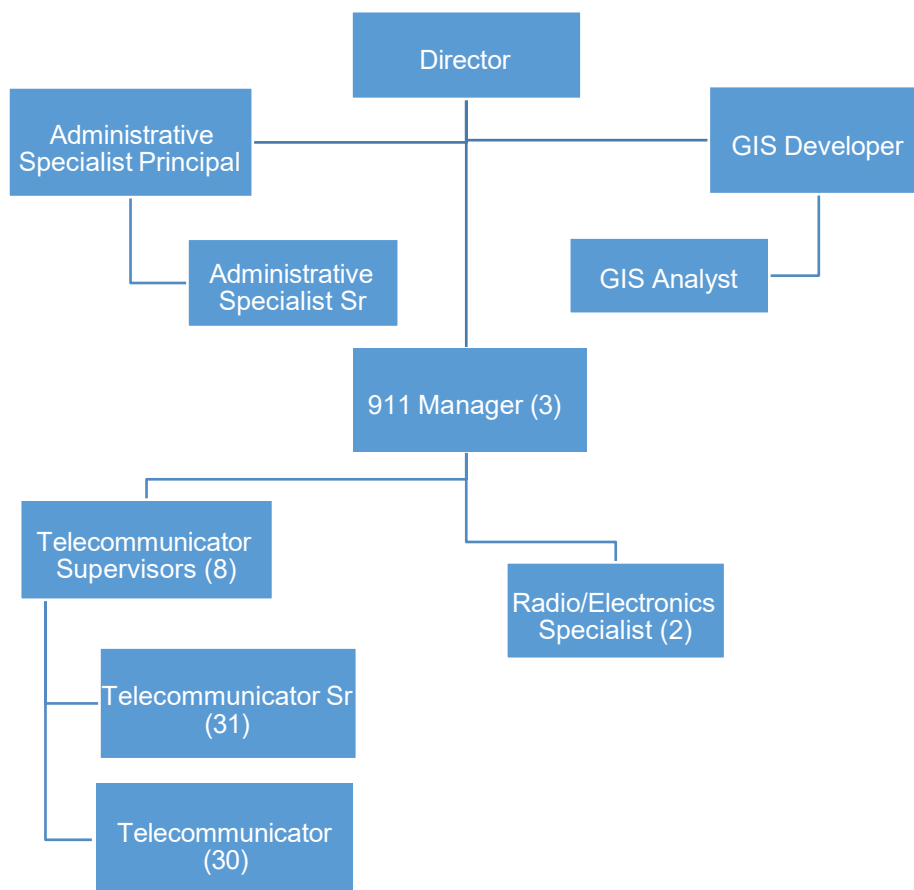 Director
Administrative
Specialist Principal
GIS Developer
Administrative
Specialist Sr
GIS Analyst
911 Manager (3)
Telecommunicator
Supervisors (8)
Radio/Electronics
Specialist (2)
Telecommunicator Sr
(31)
Telecommunicator
(30)